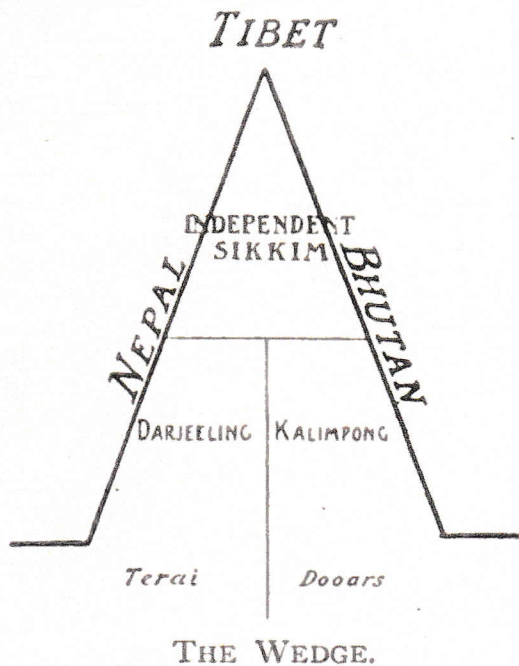 TIBET
INDEPENDENT
SIKKIM
NEPAL
BHUTAN
DARJEELING
KALIMPONG
Terai
Dooars
THE WEDGE.